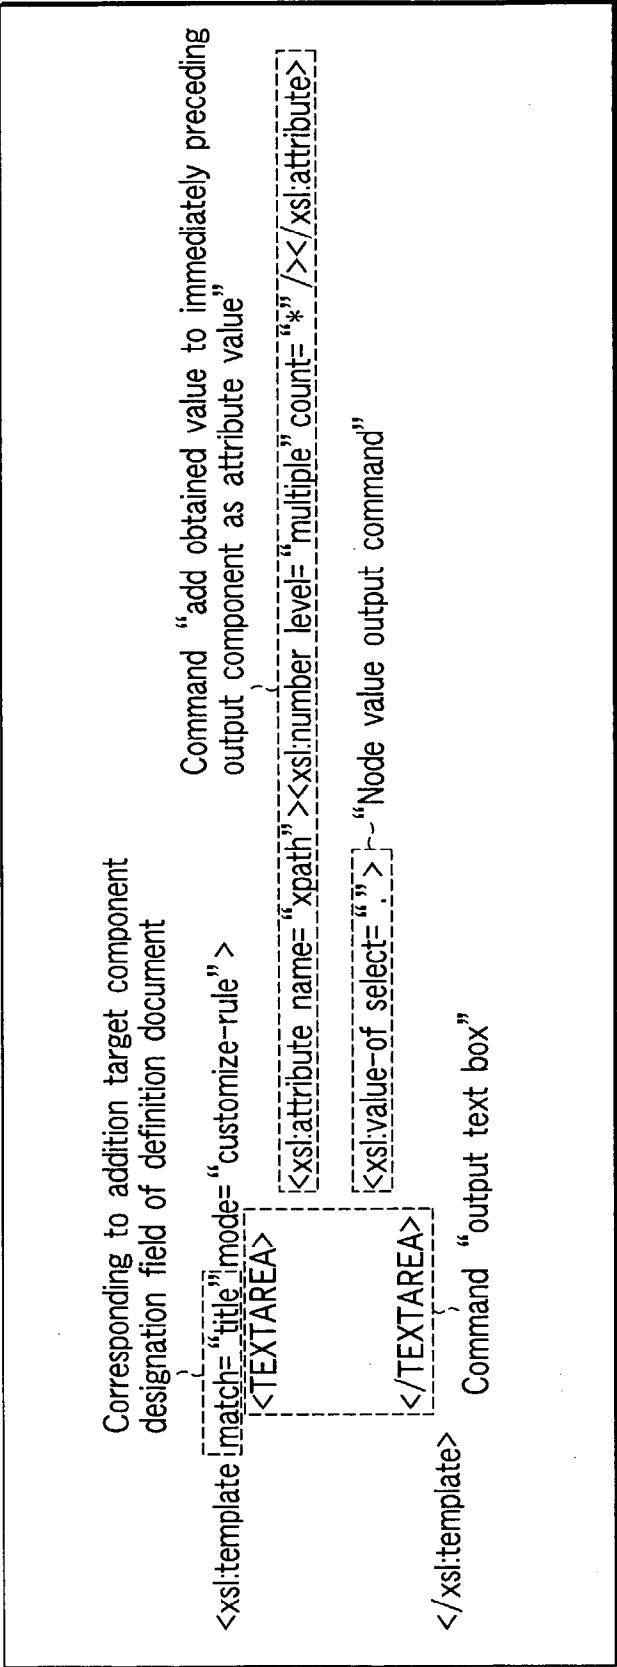 Corresponding to addition target component
designation field of definition document
Command “add obtained value to immediately preceding
output component as attribute value”
<xsl:template match=“title” mode=“customize-rule”>
<TEXTAREA>
<xsl:attribute name=“xpath”><xsl:number level=“multiple” count=“*” /></xsl:attribute>
<xsl:value-of select=“.”> “Node value output command”
</TEXTAREA>
Command “output text box”
</xsl:template>